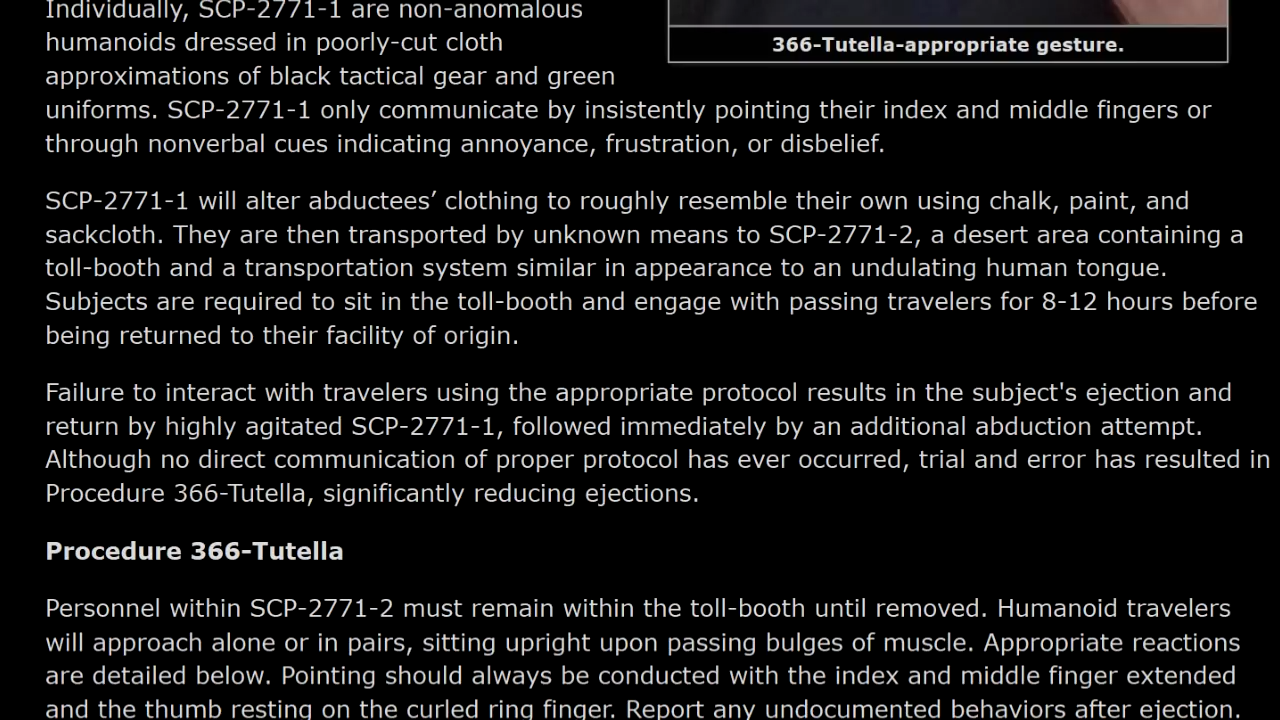 Individually, SCP-2771-1 are non-anomalous
humanoids dressed in poorly-cut cloth
approximations of black tactical gear and green
366-Tutella-appropriate gesture.
uniforms. SCP-2771-1 only communicate by insistently pointing their index and middle fingers or
through nonverbal cues indicating annoyance, frustration, or disbelief.
SCP-2771-1 will alter abductees’ clothing to roughly resemble their own using chalk, paint, and
sackcloth. They are then transported by unknown means to SCP-2771-2, a desert area containing a
toll-booth and a transportation system similar in appearance to an undulating human tongue.
Subjects are required to sit in the toll-booth and engage with passing travelers for 8-12 hours before
being returned to their facility of origin.
Failure to interact with travelers using the appropriate protocol results in the subject's ejection and
return by highly agitated SCP-2771-1, followed immediately by an additional abduction attempt.
Although no direct communication of proper protocol has ever occurred, trial and error has resulted in
Procedure 366-Tutella, significantly reducing ejections.
Procedure 366-Tutella
Personnel within SCP-2771-2 must remain within the toll-booth until removed. Humanoid travelers
will approach alone or in pairs, sitting upright upon passing bulges of muscle. Appropriate reactions
are detailed below. Pointing should always be conducted with the index and middle finger extended
and the thumb resting on the curled ring finger. Report any undocumented behaviors after ejection.